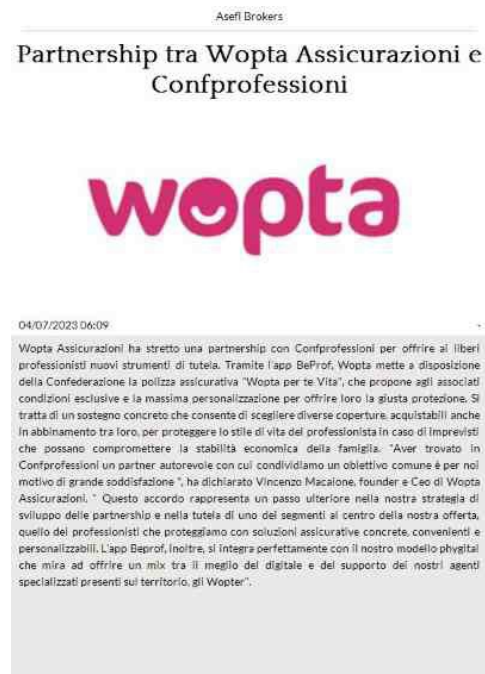 Asefi Brokers
Partnership tra Wopta Assicurazioni e
Confprofessioni
wopta
04/07/2023 06:09
Wopta Assicurazioni ha stretto una partnership con Confprofessioni per offrire ai liberi
professionisti nuovi strumenti di tutela. Tramite l'app BeProf, Wopta mette a disposizione
della Confederazione la polizza assicurativa "Wopta per te Vita", che propone agli associati
condizioni esclusive e la massima personalizzazione per offrire loro la giusta protezione. Si
tratta di un sostegno concreto che consente di scegliere diverse coperture, acquistabili anche
in abbinamento tra loro, per proteggere lo stile di vita del professionista in caso di imprevisti
che possano compromettere la stabilità economica della famiglia. "Aver trovato in
Confprofessioni un partner autorevole con cui condividiamo un obiettivo comune è per noi
motivo di grande soddisfazione ", ha dichiarato Vincenzo Macaione, founder e Ceo di Wopta
Assicurazioni. " Questo accordo rappresenta un passo ulteriore nella nostra strategia di
sviluppo delle partnership e nella tutela di uno dei segmenti al centro della nostra offerta,
quello dei professionisti che proteggiamo con soluzioni assicurative concrete, convenienti e
personalizzabili. L'app Beprof, inoltre, si integra perfettamente con il nostro modello phygital
che mira ad offrire un mix tra il meglio del digitale e del supporto dei nostri agenti
specializzati presenti sul territorio, gli Wopter".